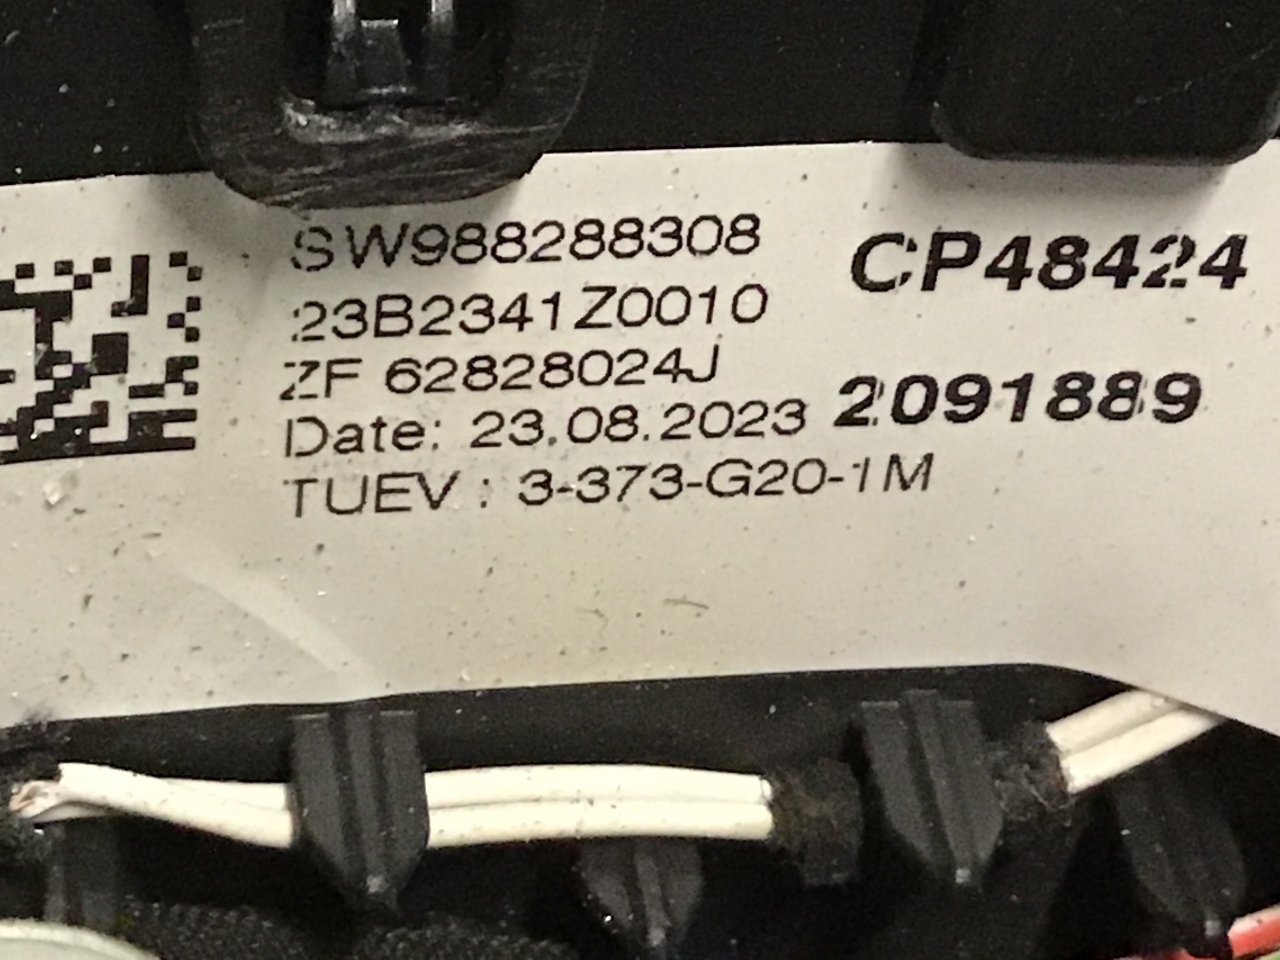 SW988288308
CP48424
23B2341Z0010
ZF 62828024J
Date: 23.08.2023
2091889
TUEV : 3-373-G20-1M